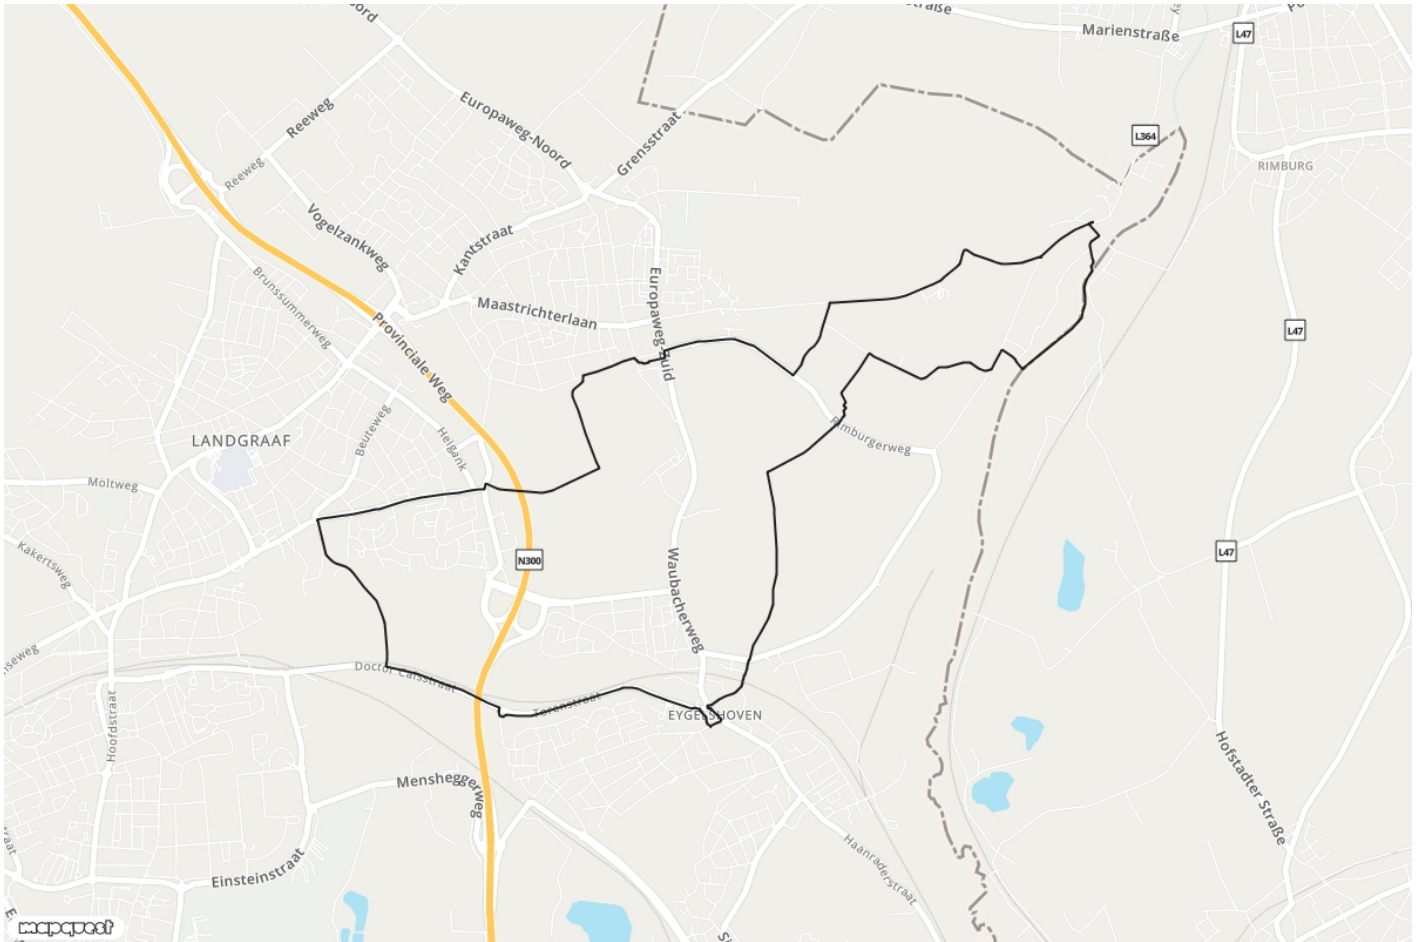 Marienstraße
L47
Reeweg
Europaweg-Noord
Grensstraat
L364
RIMBURG
Reeweg
Vogelzankweg
Kantstraat
Brunssummerweg
Europaweg-Zuid
Maastrichterlaan
L47
Provinciale Weg
Beuteweg
Helgank
LANDGRAAF
Rimburgerweg
Moltweg
Kakertsweg
N300
L47
Waubacherweg
Doctor Calsstraat
Torenstraat
EYGELSHOVEN
Hoofdstraat
Mensheggerweg
Hofstadter Straße
Haanraderstraat
Einsteinstraat
mapquest